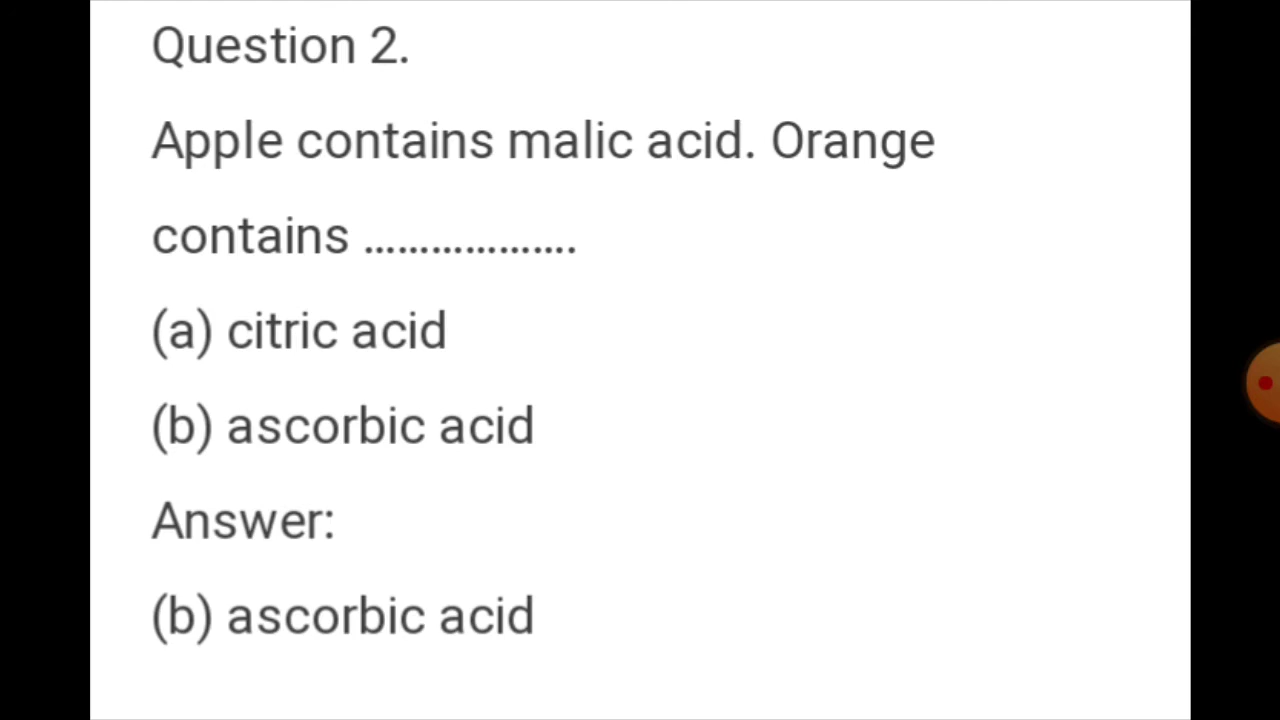 Question 2.
Apple contains malic acid. Orange
contains ………………..
(a) citric acid
(b) ascorbic acid
Answer:
(b) ascorbic acid